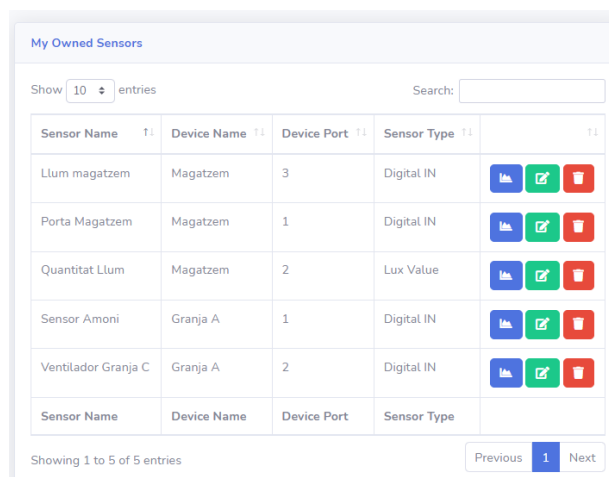 My Owned Sensors
Show 10 entries Search:
Sensor Name Device Name Device Port Sensor Type
Llum magatzem Magatzem 3 Digital IN
Porta Magatzem Magatzem 1 Digital IN
Quantitat Llum Magatzem 2 Lux Value
Sensor Amoni Granja A 1 Digital IN
Ventilador Granja C Granja A 2 Digital IN
Sensor Name Device Name Device Port Sensor Type
Showing 1 to 5 of 5 entries Previous 1 Next